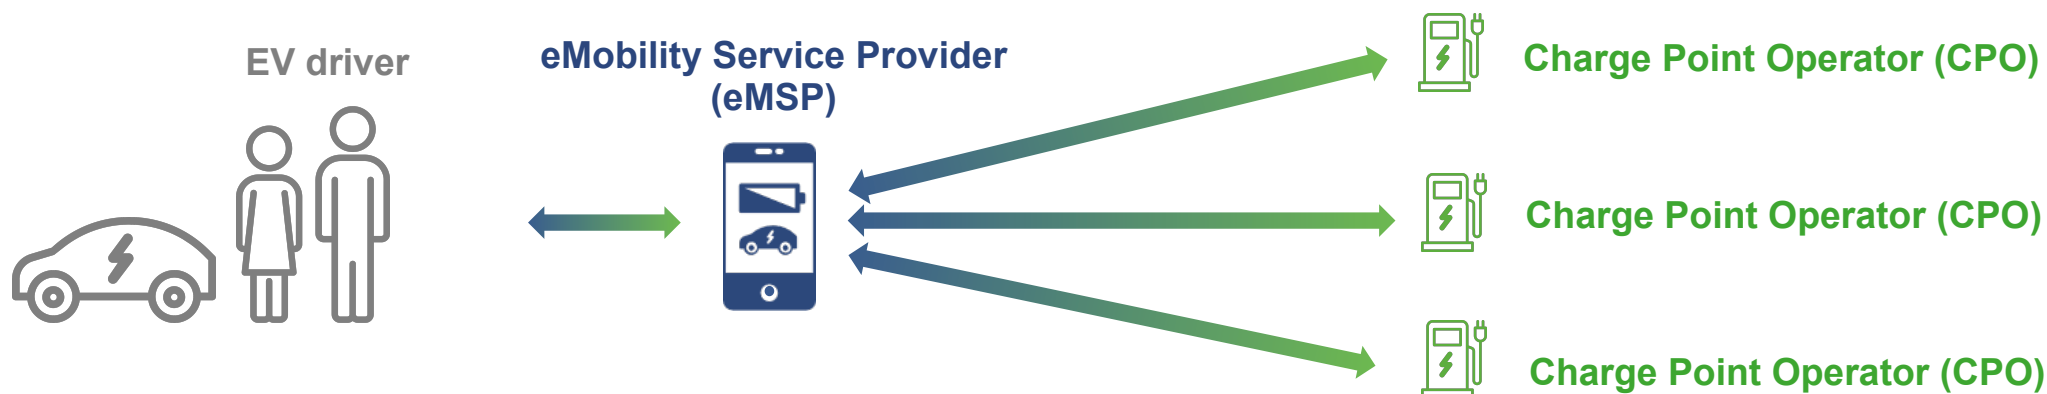 EV driver
eMobility Service Provider
(eMSP)
Charge Point Operator (CPO)
Charge Point Operator (CPO)
Charge Point Operator (CPO)